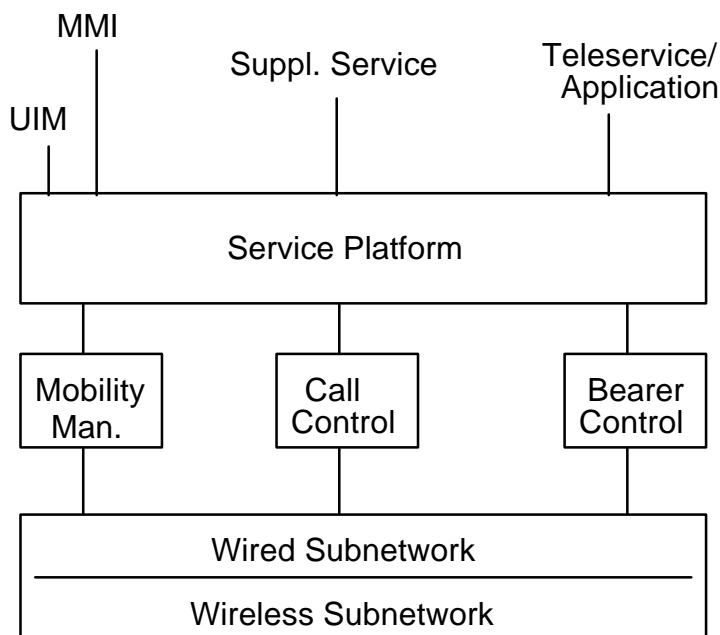 MMI
Suppl. Service
Teleservice/
Application
UIM
Service Platform
Mobility
Man.
Call
Control
Bearer
Control
Wired Subnetwork
Wireless Subnetwork